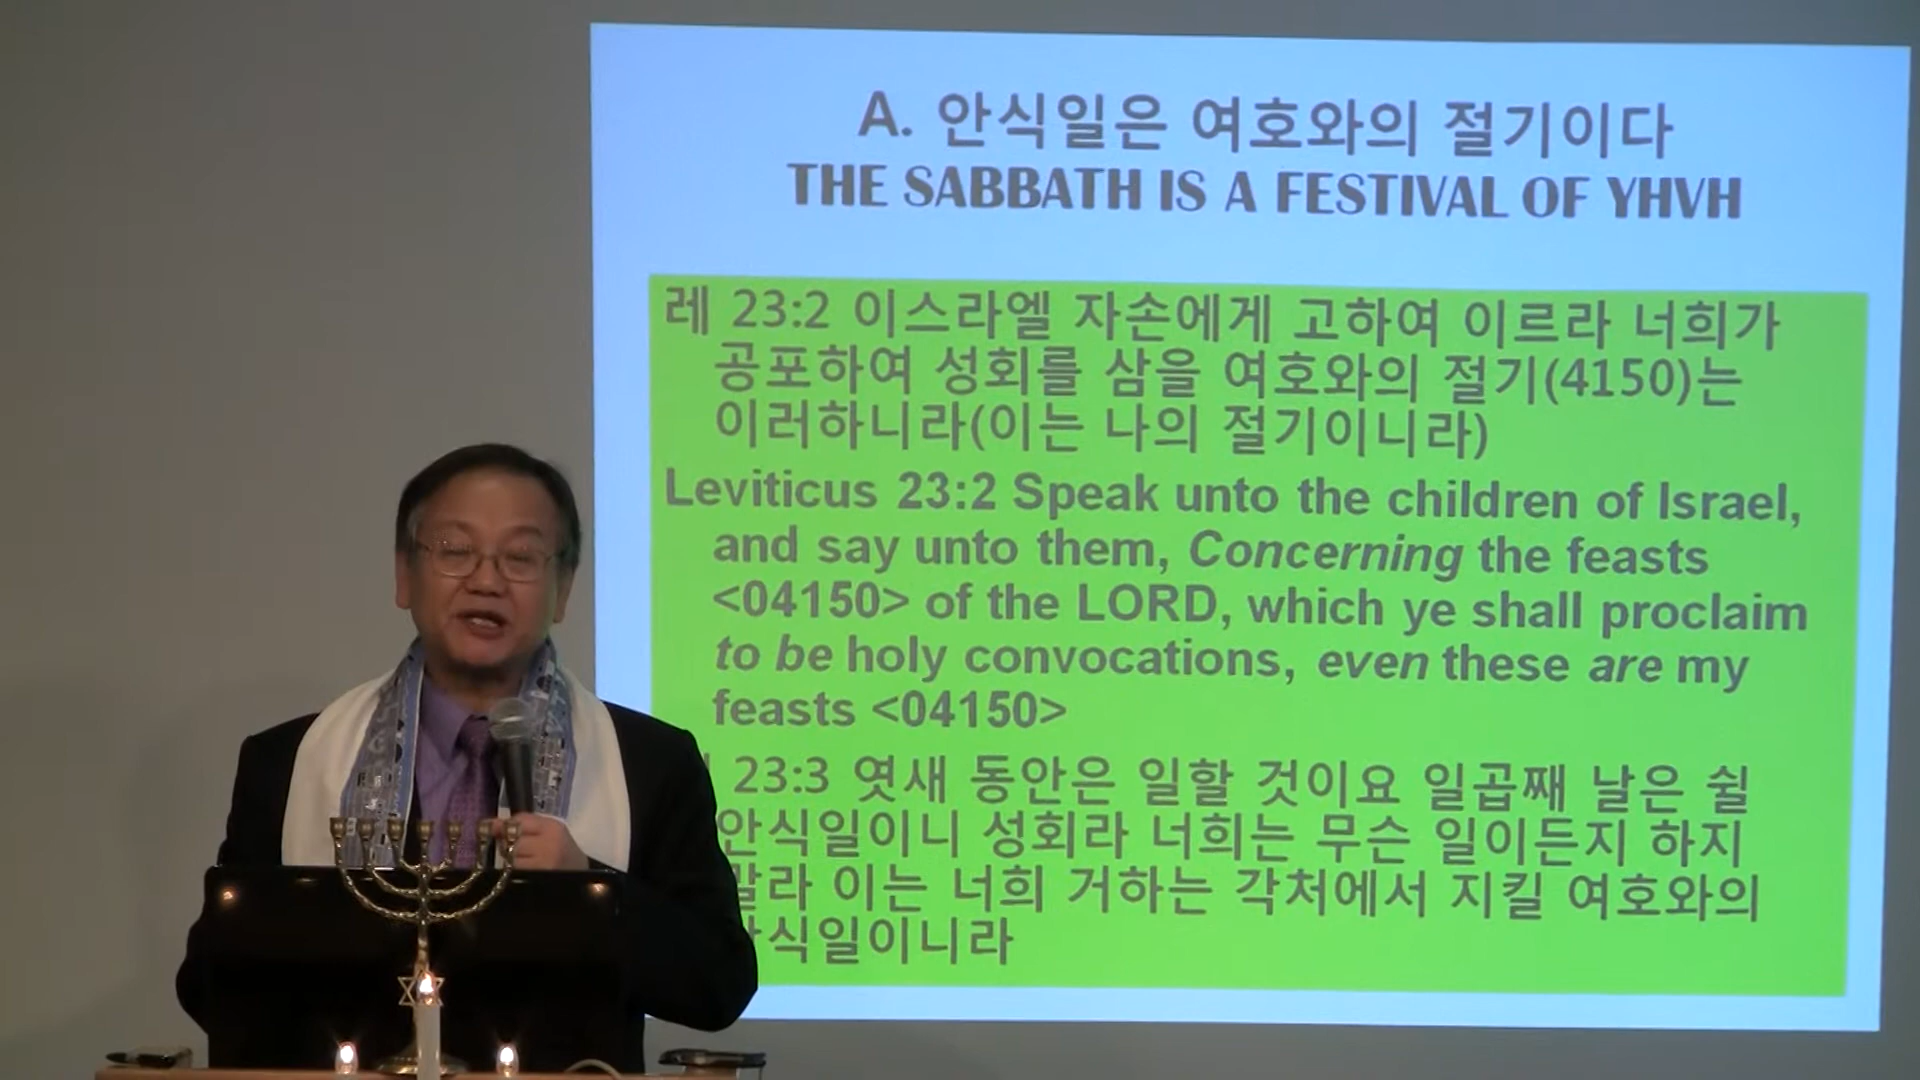 A. 안식일은 여호와의 절기이다
THE SABBATH IS A FESTIVAL OF YHVH
레 23:2 이스라엘 자손에게 고하여 이르라 너희가
공포하여 성회를 삼을 여호와의 절기(4150)는
이러하니라(이는 나의 절기이니라)
Leviticus 23:2 Speak unto the children of Israel,
and say unto them, Concerning the feasts
<04150> of the LORD, which ye shall proclaim
to be holy convocations, even these are my
feasts <04150>
23:3 엿새 동안은 일할 것이요 일곱째 날은 쉴
안식일이니 성회라 너희는 무슨 일이든지 하지
말라 이는 너희 거하는 각처에서 지킬 여호와의
안식일이니라